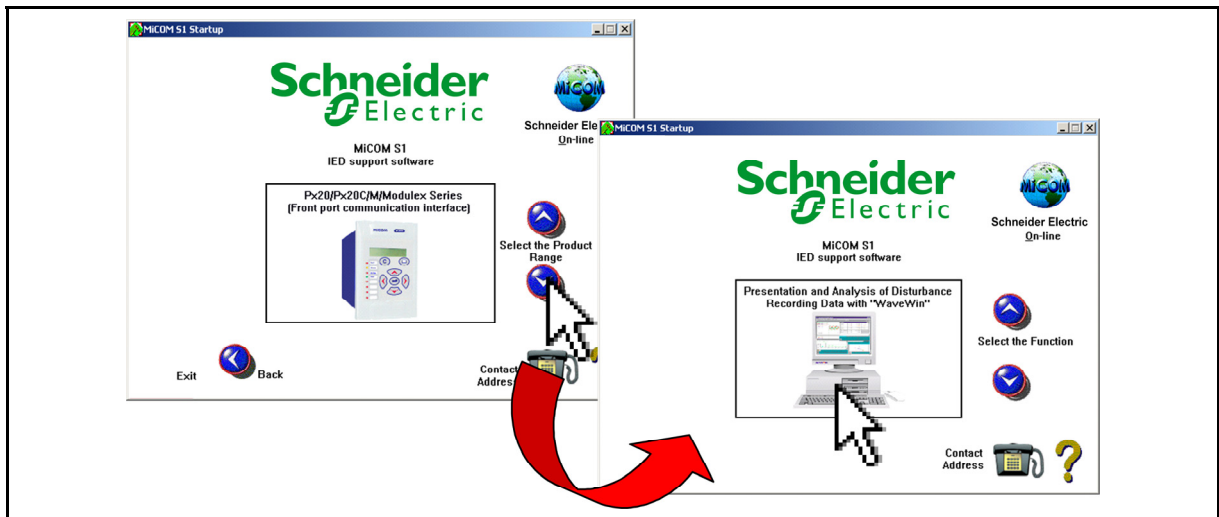 MiCOM S1 Startup
Schneider
Electric
MiCOM
Schneider Ele
On-line
MiCOM S1
IED support software
Px20/Px20C/M/Modulex Series
(Front port communication interface)
Select the Product
Range
Exit
Back
Contact
Address
MiCOM S1 Startup
Schneider
Electric
MiCOM
Schneider Electric
On-line
MiCOM S1
IED support software
Presentation and Analysis of Disturbance
Recording Data with "WaveWin"
Select the Function
Contact
Address
?